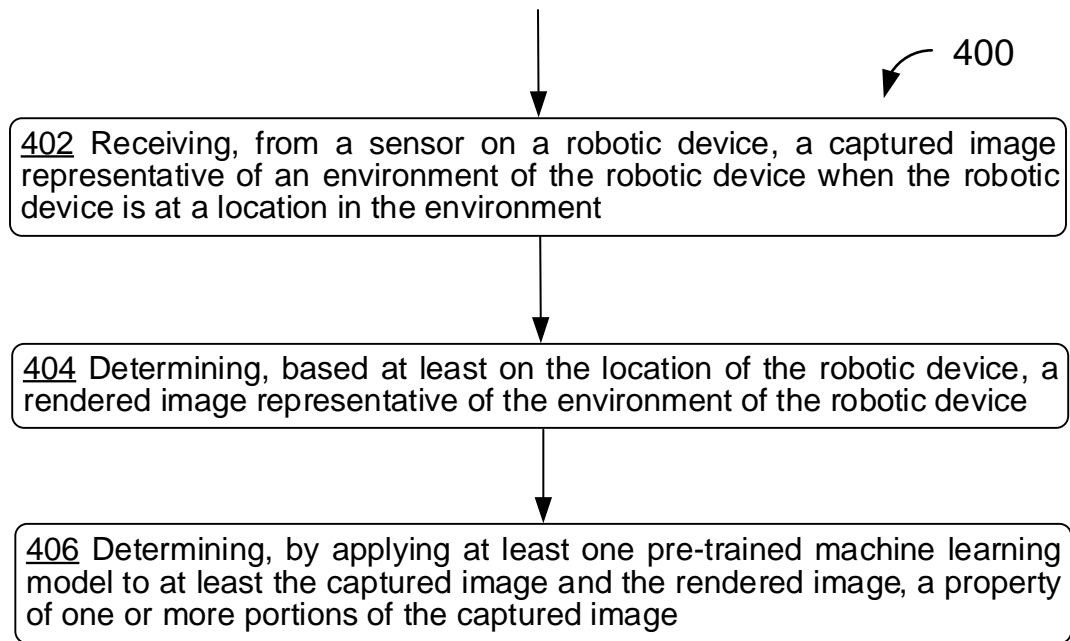 400
402 Receiving, from a sensor on a robotic device, a captured image
representative of an environment of the robotic device when the robotic
device is at a location in the environment
404 Determining, based at least on the location of the robotic device, a
rendered image representative of the environment of the robotic device
406 Determining, by applying at least one pre-trained machine learning
model to at least the captured image and the rendered image, a property
of one or more portions of the captured image